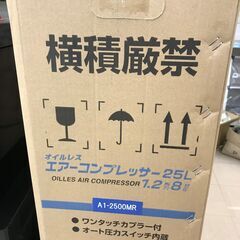 横積厳禁
オイルレス
エアーコンプレッサー25L
OILLES AIR COMPRESSOR
A1-2500MR
●ワンタッチカプラー付
●オート圧力スイッチ内蔵